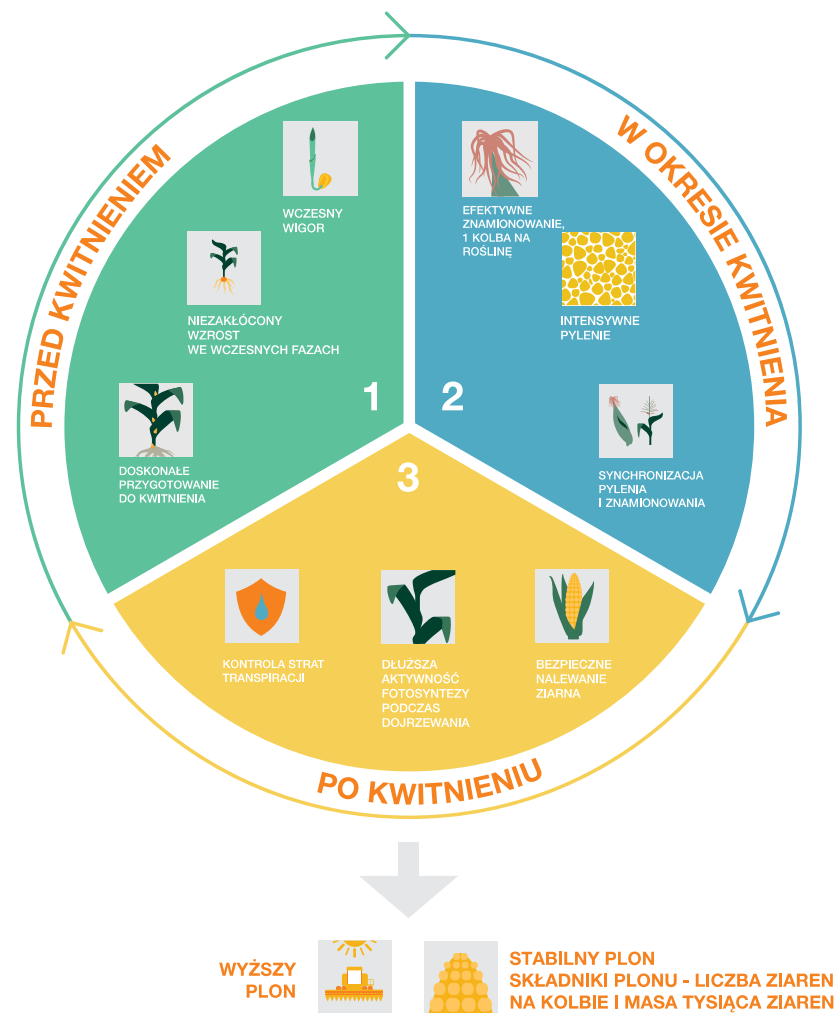 PRZED KWITNIENIEM
WCZESNY
WIGOR
NIEZAKŁÓCONY
WZROST
WE WCZESNYCH FAZACH
DOSKONAŁE
PRZYGOTOWANIE
DO KWITNIENIA
1
W OKRESIE KWITNIENIA
EFEKTYWNE
ZNAMIONOWANIE,
1 KOLBA NA
ROŚLINĘ
INTENSYWNE
PYLENIE
SYNCHRONIZACJA
PYLENIA
I ZNAMIONOWANIA
2
3
KONTROLA STRAT
TRANSPIRACJI
DŁUŻSZA
AKTYWNOŚĆ
FOTOSYNTEZY
PODCZAS
DOJRZEWANIA
BEZPIECZNE
NALEWANIE
ZIARNA
PO KWITNIENIU
WYŻSZY
PLON
STABILNY PLON
SKŁADNIKI PLONU - LICZBA ZIAREN
NA KOLBIE I MASA TYSIĄCA ZIAREN